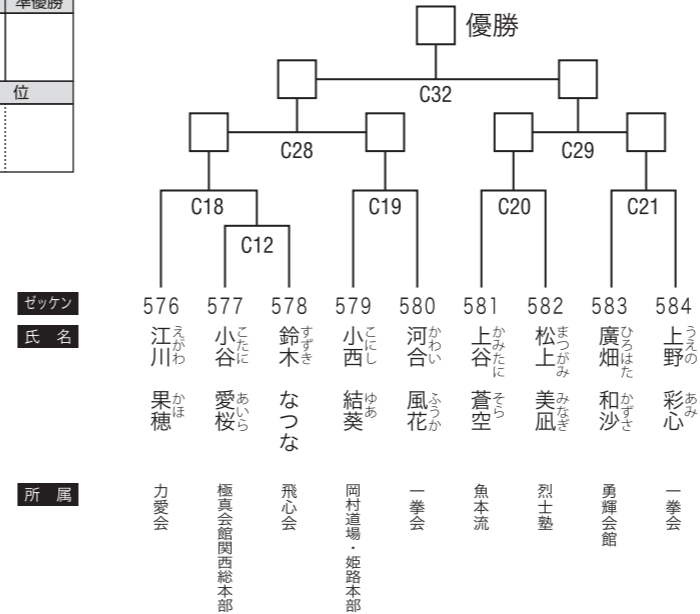 準優勝
位
優勝
C32
C28
C29
C18
C19
C20
C21
C12
ゼッケン
576 577 578 579 580 581 582 583 584
氏 名
江川 果穂
えがわ かほ
小谷 愛桜
こたに あいら
鈴木 なつな
すずき
小西 結葵
こにし ゆあ
河合 風花
かわい ふうか
上谷 蒼空
かみたに そら
松上 美凪
まつがみ みなぎ
廣畑 和沙
ひろはた かずさ
上野 彩心
うえの あみ
所 属
力愛会
極真会館関西総本部
飛心会
岡村道場・姫路本部
一拳会
魚本流
烈士塾
勇輝会館
一拳会